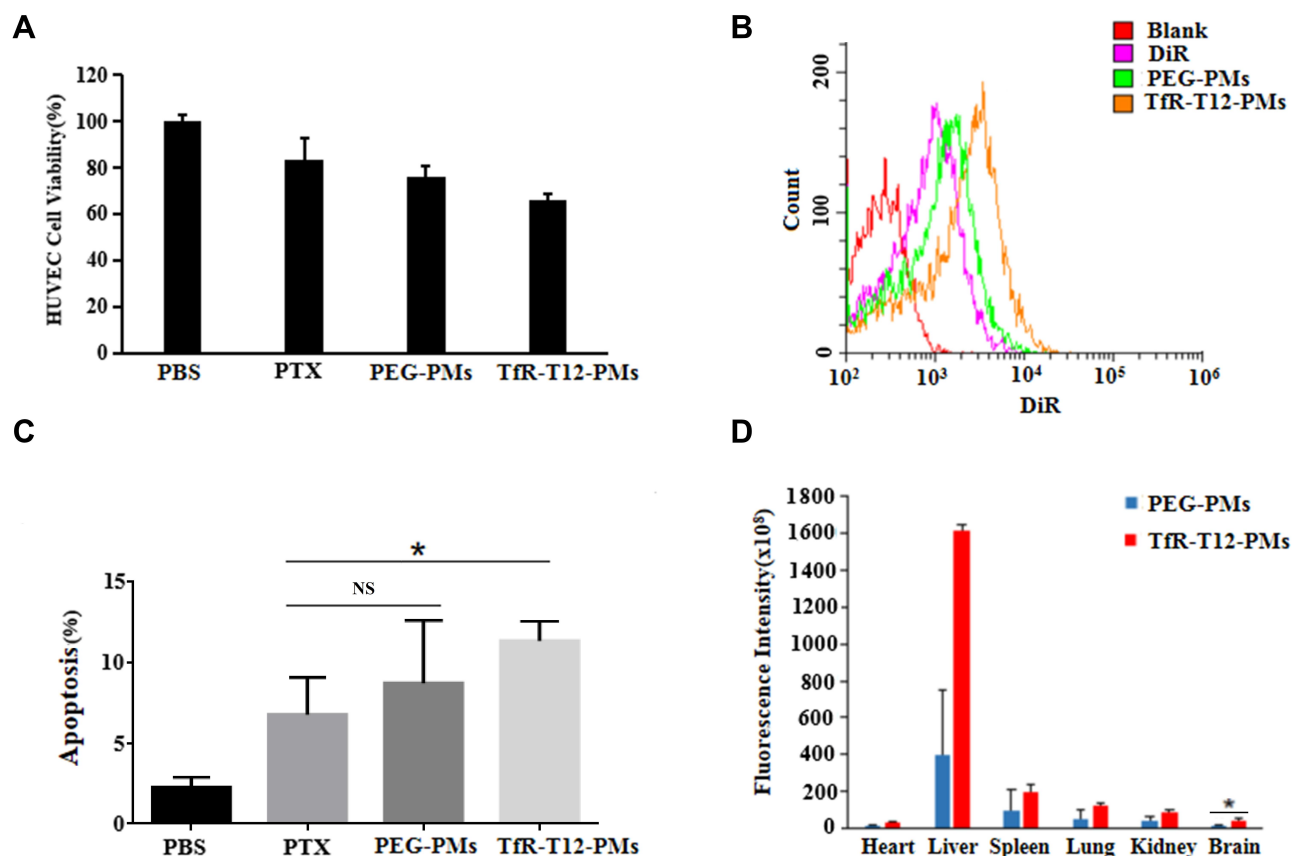 A
HUVEC Cell Viability(%)
120
100
80
60
40
20
0
PBS PTX PEG-PMs TfR-T12-PMs
B
Blank
DiR
PEG-PMs
TfR-T12-PMs
Count
200
100
0
10² 10³ 10⁴ 10⁵ 10⁶
DiR
C
*
NS
Apoptosis(%)
15
10
5
0
PBS PTX PEG-PMs TfR-T12-PMs
D
PEG-PMs
TfR-T12-PMs
Fluorescence Intensity(x10⁸)
1800
1600
1400
1200
1000
800
600
400
200
0
*
Heart Liver Spleen Lung Kidney Brain